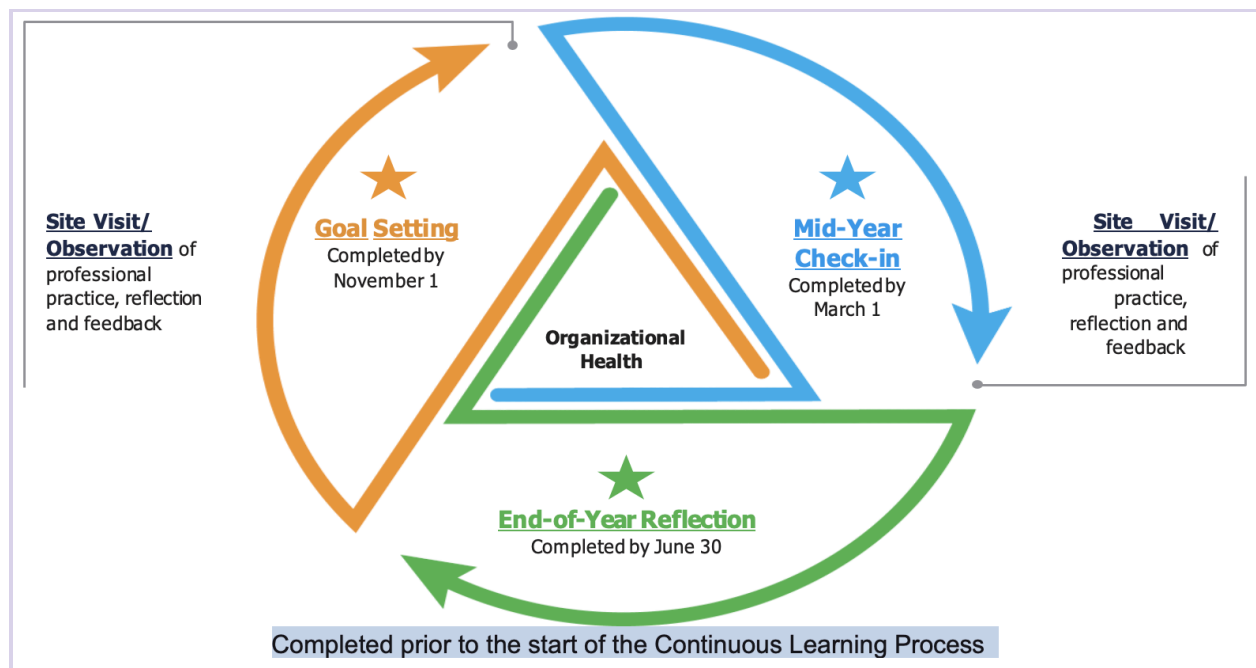 Site Visit/
Observation of
professional
practice, reflection
and feedback
Goal Setting
Completed by
November 1
Organizational
Health
Mid-Year
Check-in
Completed by
March 1
Site Visit/
Observation of
professional
practice,
reflection and
feedback
End-of-Year Reflection
Completed by June 30
Completed prior to the start of the Continuous Learning Process